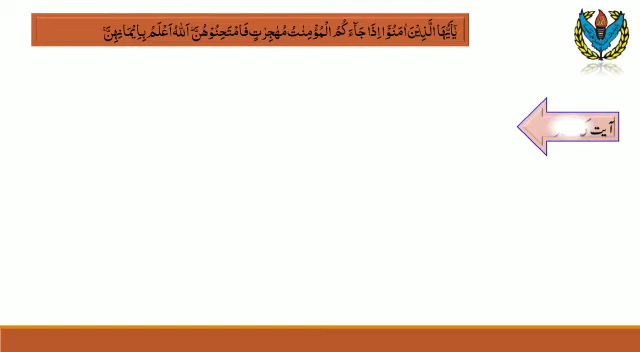 يٰۤاَيُّهَا الَّذِيْنَ اٰمَنُوْۤا اِذَا جَآءَ كُمُ الْمُؤْمِنٰتُ مُهٰجِرٰتٍ فَامْتَحِنُوْهُنَّ ؕ اَللّٰهُ اَعْلَمُ بِاِيْمَانِهِنَّ ۚ
آیت